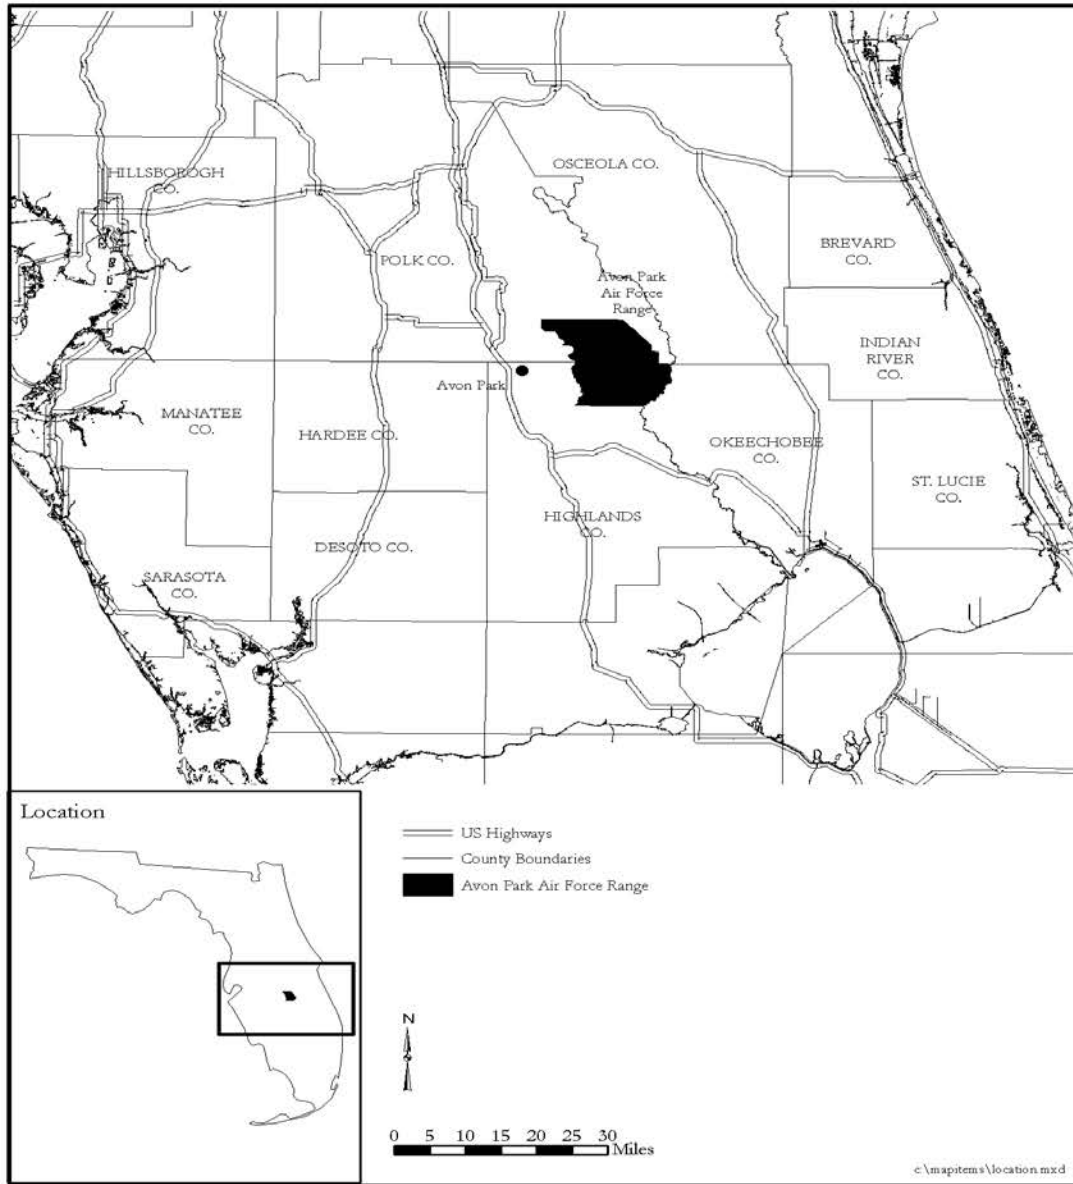 HILLSBOROGH
CO.
OSCEOLA CO.
BREVARD
CO.
POLK CO.
Avon Park
Air Force
Range
INDIAN
RIVER
CO.
Avon Park
MANATEE
CO.
HARDEE CO.
OKEECHOBEE
CO.
ST. LUCIE
CO.
HIGHLANDS
CO.
DESOTO CO.
SARASOTA
CO.
Location
US Highways
County Boundaries
Avon Park Air Force Range
N
0 5 10 15 20 25 30
Miles
c:\mapitems\location.mxd